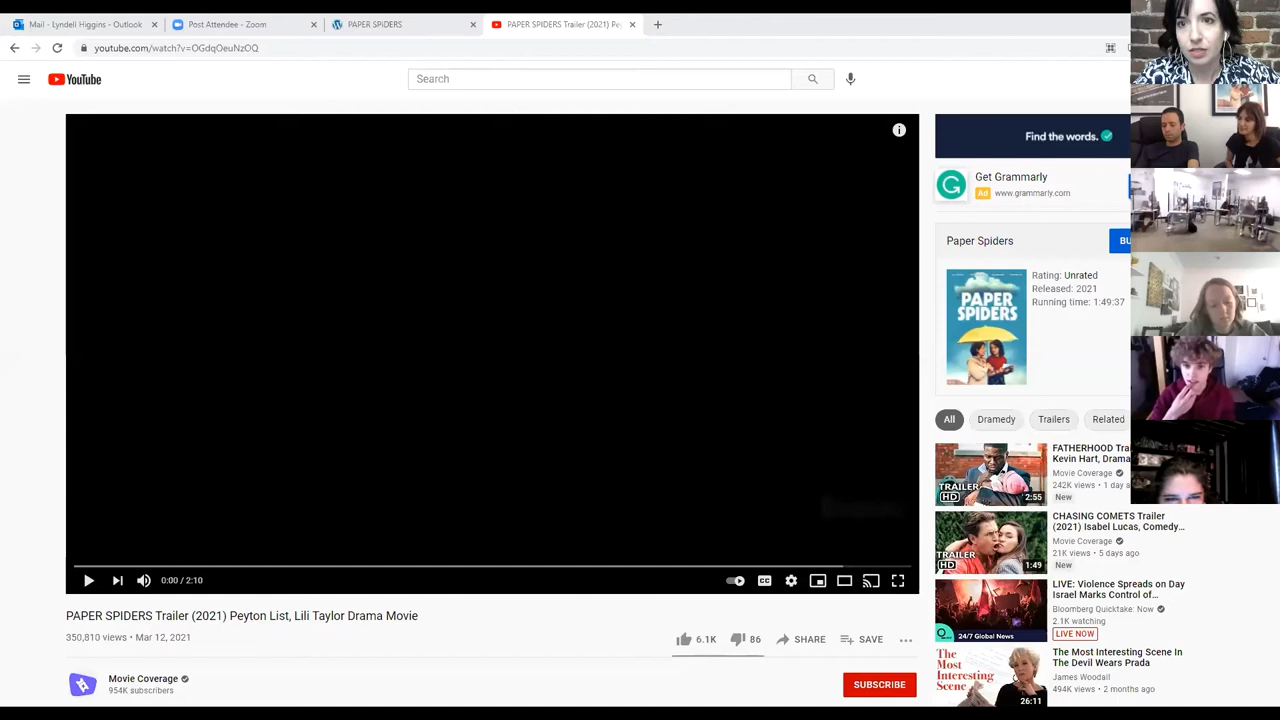 Mail - Lyndell Higgins - Outlook
Post Attendee - Zoom
PAPER SPiDERS
PAPER SPIDERS Trailer (2021) Pey
youtube.com/watch?v=OGdqOeuNzOQ
YouTube
Search
Find the words.
Get Grammarly
Ad www.grammarly.com
Paper Spiders
BU
PAPER
SPIDERS
Rating: Unrated
Released: 2021
Running time: 1:49:37
0:00 / 2:10
CC
All
Dramedy
Trailers
Related
TRAILER
HD
2:55
FATHERHOOD Trai
Kevin Hart, Drama
Movie Coverage
242K views • 1 day a
New
TRAILER
HD
1:49
CHASING COMETS Trailer
(2021) Isabel Lucas, Comedy...
Movie Coverage
21K views • 5 days ago
New
24/7 Global News
LIVE: Violence Spreads on Day
Israel Marks Control of...
Bloomberg Quicktake: Now
2.1K watching
LIVE NOW
The Most
Interesting
Scene
26:11
The Most Interesting Scene In
The Devil Wears Prada
James Woodall
494K views • 2 months ago
PAPER SPIDERS Trailer (2021) Peyton List, Lili Taylor Drama Movie
350,810 views • Mar 12, 2021
6.1K
86
SHARE
SAVE
Movie Coverage
954K subscribers
SUBSCRIBE